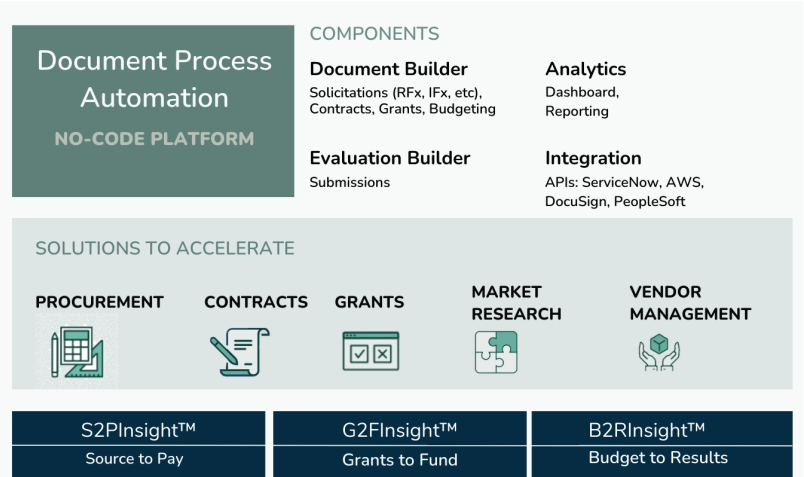 Document Process
Automation
NO-CODE PLATFORM
COMPONENTS
Document Builder
Solicitations (RFx, IFx, etc),
Contracts, Grants, Budgeting
Analytics
Dashboard,
Reporting
Evaluation Builder
Submissions
Integration
APIs: ServiceNow, AWS,
DocuSign, PeopleSoft
SOLUTIONS TO ACCELERATE
PROCUREMENT
CONTRACTS
GRANTS
MARKET
RESEARCH
VENDOR
MANAGEMENT
S2PInsight™
Source to Pay
G2FInsight™
Grants to Fund
B2RInsight™
Budget to Results